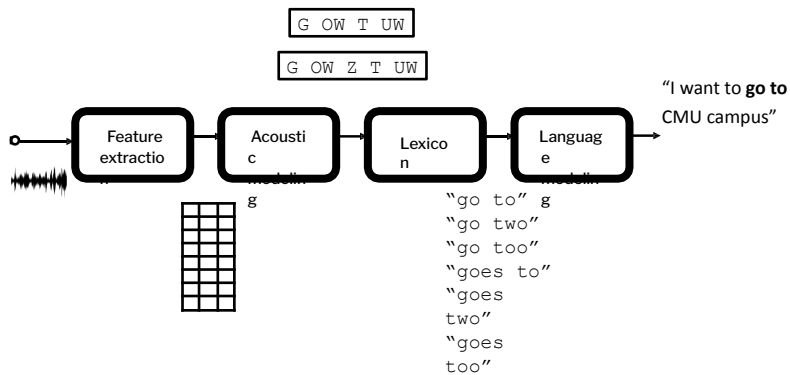 G OW T UW
G OW Z T UW
“I want to go to
CMU campus”
Feature
extractio
n
Acousti
c
modelin
g
Lexico
n
Languag
e
modelin
g
“go to”
“go two”
“go too”
“goes to”
“goes
two”
“goes
too”